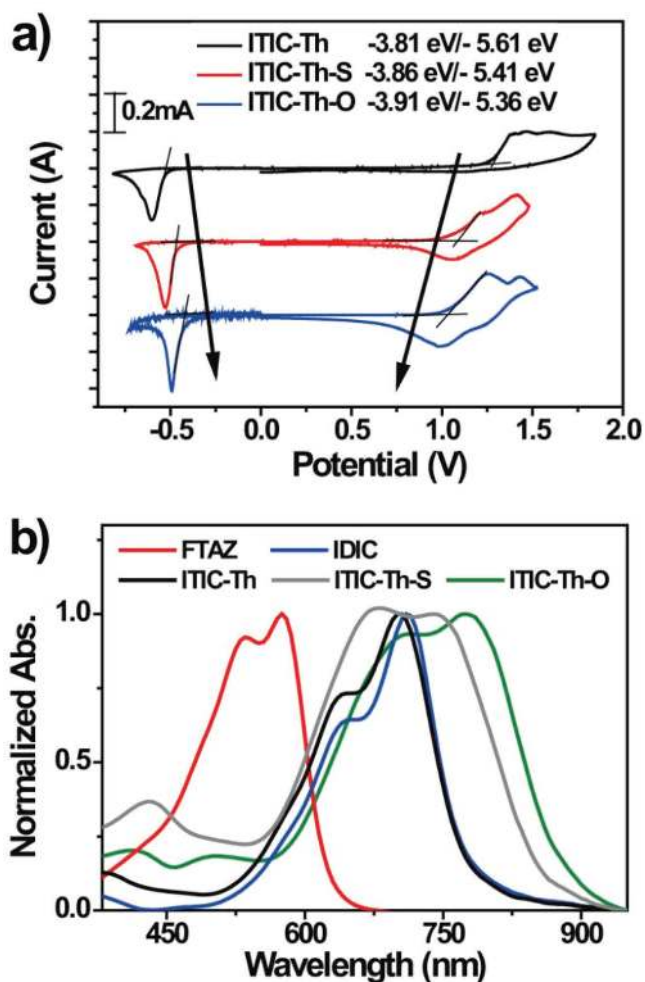 a)
ITIC-Th -3.81 eV/- 5.61 eV
ITIC-Th-S -3.86 eV/- 5.41 eV
ITIC-Th-O -3.91 eV/- 5.36 eV
0.2mA
Current (A)
-0.5 0.0 0.5 1.0 1.5 2.0
Potential (V)
b)
FTAZ IDIC
ITIC-Th ITIC-Th-S ITIC-Th-O
1.0
0.5
0.0
Normalized Abs.
450 600 750 900
Wavelength (nm)